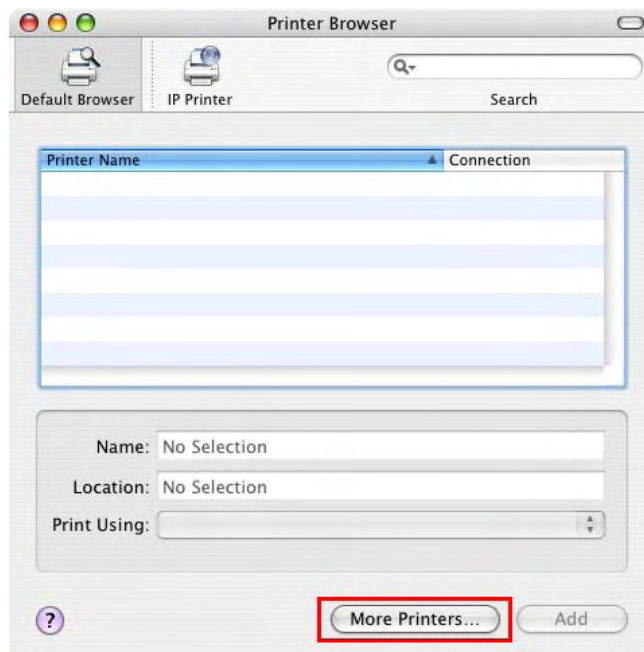 Printer Browser
Default Browser
IP Printer
Search
Printer Name
Connection
Name: No Selection
Location: No Selection
Print Using:
? More Printers... Add